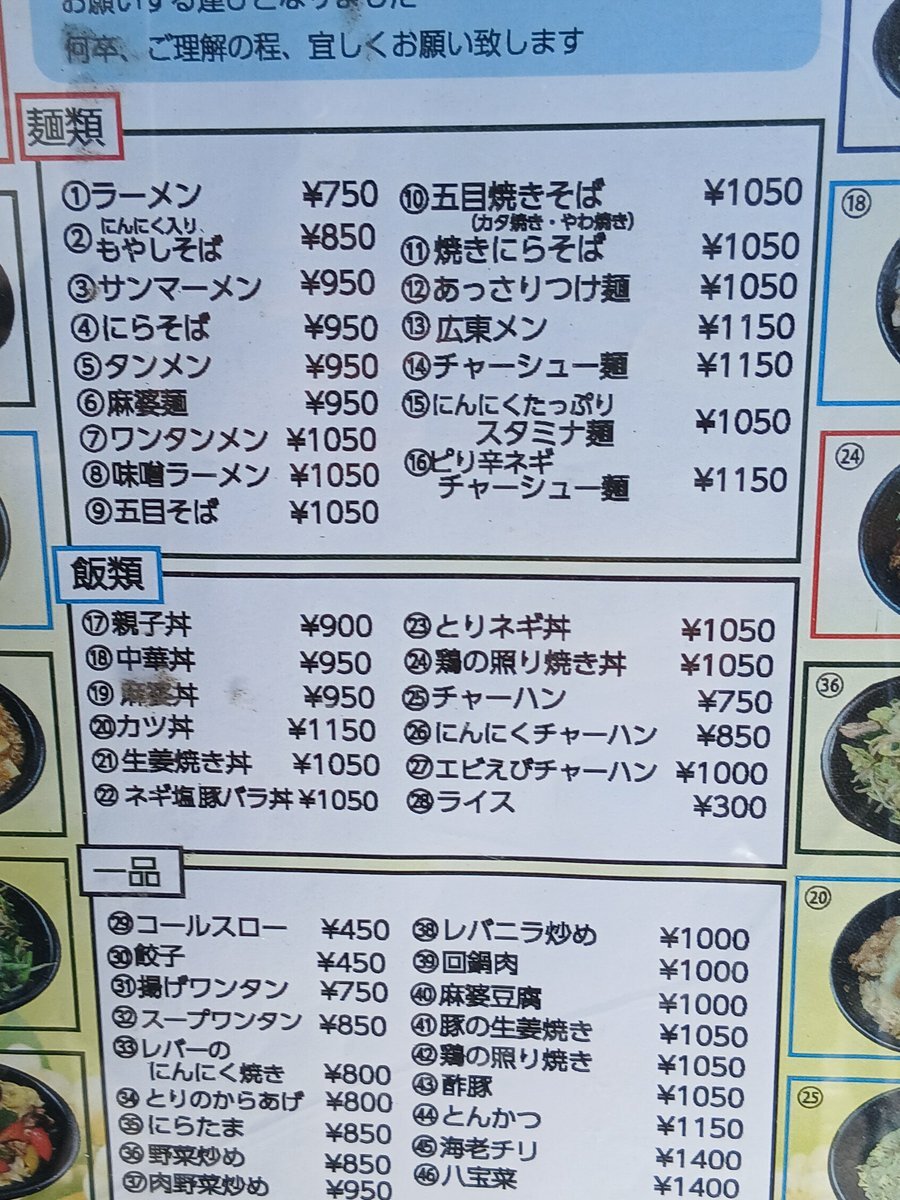 お願いする運びとなりました
何卒、ご理解の程、宜しくお願い致します
麺類
①ラーメン ¥750
②にんにく入り、
もやしそば ¥850
③サンマーメン ¥950
④にらそば ¥950
⑤タンメン ¥950
⑥麻婆麺 ¥950
⑦ワンタンメン ¥1050
⑧味噌ラーメン ¥1050
⑨五目そば ¥1050
⑩五目焼きそば ¥1050
(カタ焼き・やわ焼き)
⑪焼きにらそば ¥1050
⑫あっさりつけ麺 ¥1050
⑬広東メン ¥1150
⑭チャーシュー麺 ¥1150
⑮にんにくたっぷり
スタミナ麺 ¥1050
⑯ピリ辛ネギ
チャーシュー麺 ¥1150
飯類
⑰親子丼 ¥900
⑱中華丼 ¥950
⑲麻婆丼 ¥950
⑳カツ丼 ¥1150
㉑生姜焼き丼 ¥1050
㉒ネギ塩豚バラ丼 ¥1050
㉓とりネギ丼 ¥1050
㉔鶏の照り焼き丼 ¥1050
㉕チャーハン ¥750
㉖にんにくチャーハン ¥850
㉗エビえびチャーハン ¥1000
㉘ライス ¥300
一品
㉙コールスロー ¥450
㉚餃子 ¥450
㉛揚げワンタン ¥750
㉜スープワンタン ¥850
㉝レバーの
にんにく焼き ¥800
㉞とりのからあげ ¥800
㉟にらたま ¥850
㊱野菜炒め ¥850
㊲肉野菜炒め ¥950
㊳レバニラ炒め ¥1000
㊴回鍋肉 ¥1000
㊵麻婆豆腐 ¥1000
㊶豚の生姜焼き ¥1050
㊷鶏の照り焼き ¥1050
㊸酢豚 ¥1050
㊹とんかつ ¥1150
㊺海老チリ ¥1400
㊻八宝菜 ¥1400
⑱
㉔
㊱
⑳
㉕